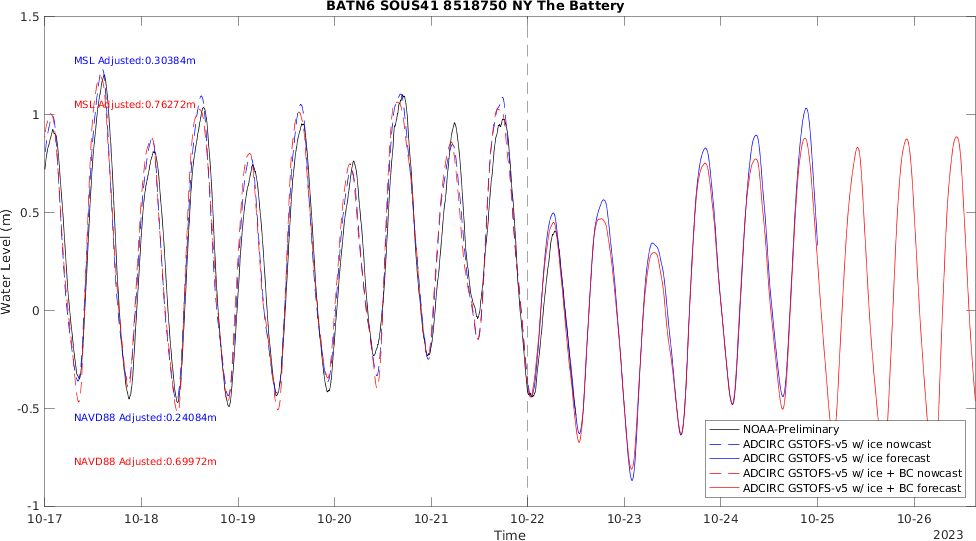 BATN6 SOUS41 8518750 NY The Battery
1.5
1
0.5
0
-0.5
-1
Water Level (m)
MSL Adjusted:0.30384m
MSL Adjusted:0.76272m
NAVD88 Adjusted:0.24084m
NAVD88 Adjusted:0.69972m
NOAA-Preliminary
ADCIRC GSTOFS-v5 w/ ice nowcast
ADCIRC GSTOFS-v5 w/ ice forecast
ADCIRC GSTOFS-v5 w/ ice + BC nowcast
ADCIRC GSTOFS-v5 w/ ice + BC forecast
10-17 10-18 10-19 10-20 10-21 10-22 10-23 10-24 10-25 10-26
Time
2023